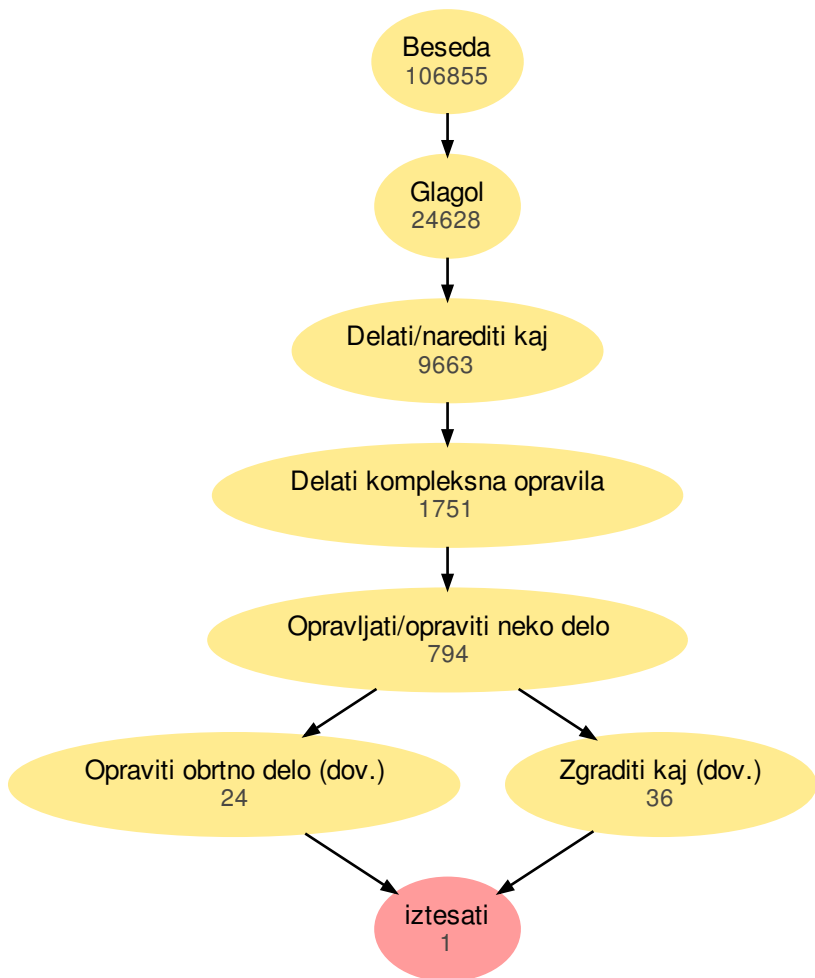 Beseda
106855
Glagol
24628
Delati/narediti kaj
9663
Delati kompleksna opravila
1751
Opravljati/opraviti neko delo
794
Opraviti obrtno delo (dov.)
24
Zgraditi kaj (dov.)
36
iztesati
1